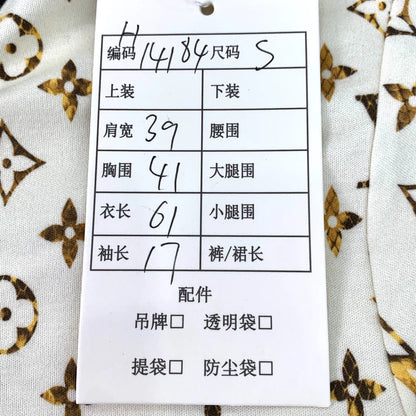 编码 H14184 尺码 S
上装 下装
肩宽 39 腰围
胸围 41 大腿围
衣长 61 小腿围
袖长 17 裤/裙长
配件
吊牌□ 透明袋□
提袋□ 防尘袋□